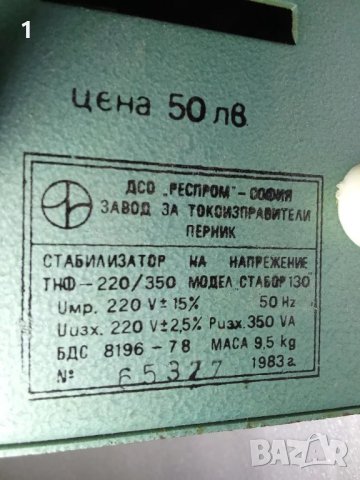 1
цена 50 лв
ДСО „РЕСПРОМ" - СОФИЯ
ЗАВОД ЗА ТОКОИЗПРАВИТЕЛИ
ПЕРНИК
СТАБИЛИЗАТОР НА НАПРЕЖЕНИЕ
ТНФ-220/350 МОДЕЛ „СТАБОР 130"
Uмр. 220 V ± 15% 50 Hz
Uизх. 220 V ± 2,5% Pизх. 350 VA
БДС 8196-78 МАСА 9,5 kg
№ 65377 1983 г.
BAZAR